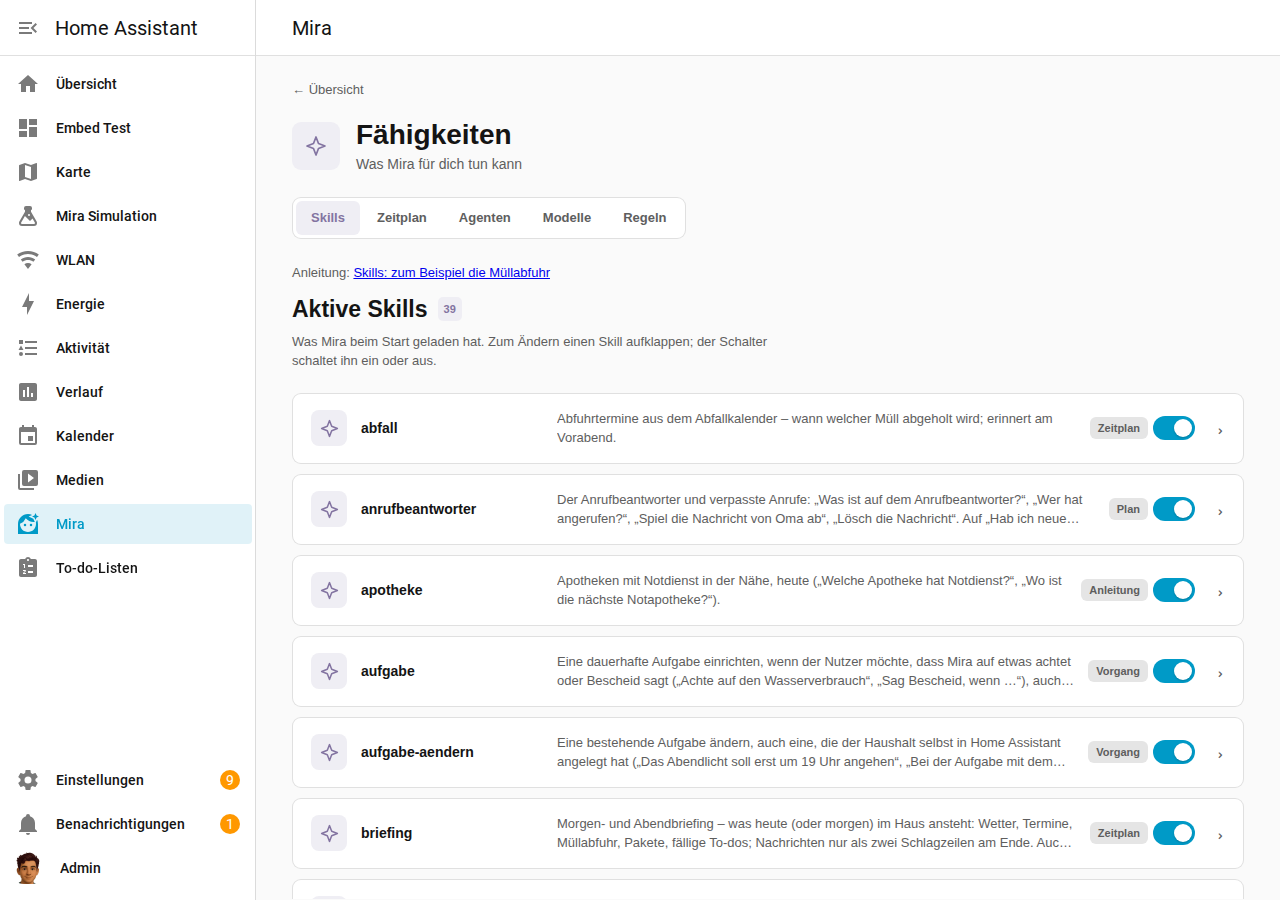 Home Assistant
Mira
Übersicht
Embed Test
Karte
Mira Simulation
WLAN
Energie
Aktivität
Verlauf
Kalender
Medien
Mira
To-do-Listen
Einstellungen 9
Benachrichtigungen 1
Admin
← Übersicht
Fähigkeiten
Was Mira für dich tun kann
Skills Zeitplan Agenten Modelle Regeln
Anleitung: Skills: zum Beispiel die Müllabfuhr
Aktive Skills 39
Was Mira beim Start geladen hat. Zum Ändern einen Skill aufklappen; der Schalter
schaltet ihn ein oder aus.
abfall
Abfuhrtermine aus dem Abfallkalender – wann welcher Müll abgeholt wird; erinnert am
Vorabend.
Zeitplan ›
anrufbeantworter
Der Anrufbeantworter und verpasste Anrufe: „Was ist auf dem Anrufbeantworter?“, „Wer hat
angerufen?“, „Spiel die Nachricht von Oma ab“, „Lösch die Nachricht“. Auf „Hab ich neue…
Plan ›
apotheke
Apotheken mit Notdienst in der Nähe, heute („Welche Apotheke hat Notdienst?“, „Wo ist
die nächste Notapotheke?“).
Anleitung ›
aufgabe
Eine dauerhafte Aufgabe einrichten, wenn der Nutzer möchte, dass Mira auf etwas achtet
oder Bescheid sagt („Achte auf den Wasserverbrauch“, „Sag Bescheid, wenn …“), auch…
Vorgang ›
aufgabe-aendern
Eine bestehende Aufgabe ändern, auch eine, die der Haushalt selbst in Home Assistant
angelegt hat („Das Abendlicht soll erst um 19 Uhr angehen“, „Bei der Aufgabe mit dem…
Vorgang ›
briefing
Morgen- und Abendbriefing – was heute (oder morgen) im Haus ansteht: Wetter, Termine,
Müllabfuhr, Pakete, fällige To-dos; Nachrichten nur als zwei Schlagzeilen am Ende. Auc…
Zeitplan ›